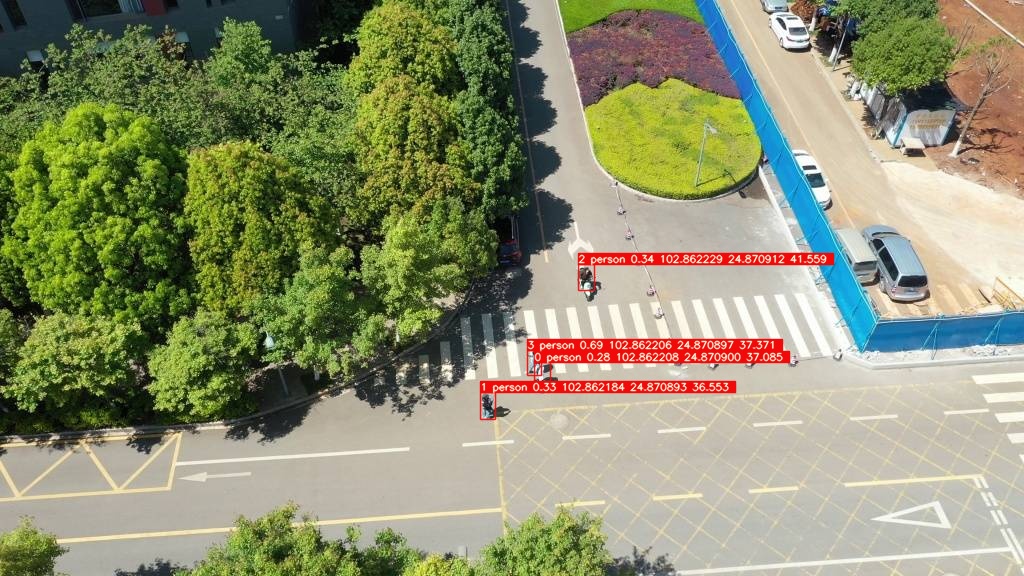 2 person 0.34 102.862229 24.870912 41.559
3 person 0.69 102.862206 24.870897 37.371
0 person 0.28 102.862208 24.870900 37.085
1 person 0.33 102.862184 24.870893 36.553